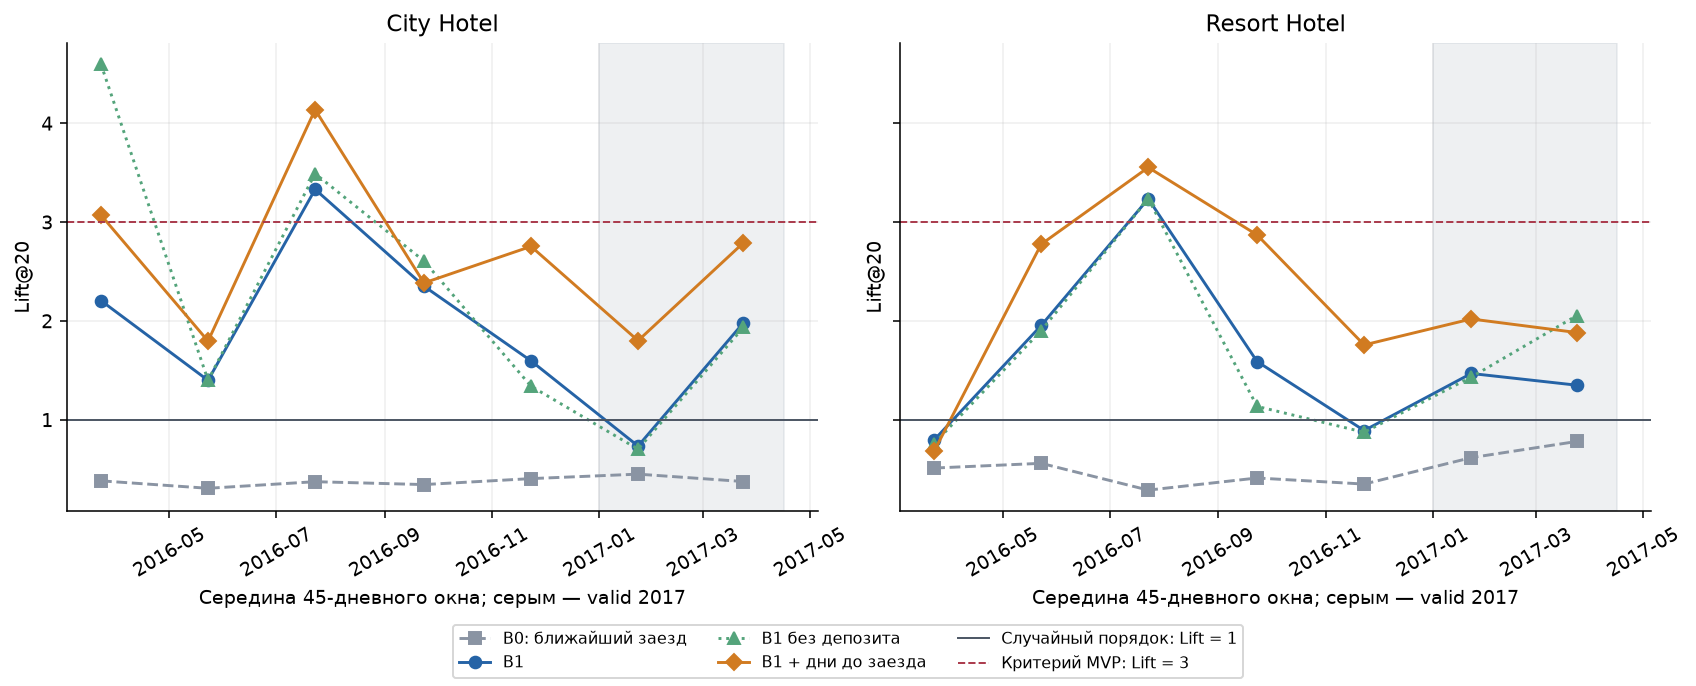 City Hotel
Resort Hotel
Lift@20
4
3
2
1
Lift@20
2016-05
2016-07
2016-09
2016-11
2017-01
2017-03
2017-05
2016-05
2016-07
2016-09
2016-11
2017-01
2017-03
2017-05
Середина 45-дневного окна; серым — valid 2017
Середина 45-дневного окна; серым — valid 2017
B0: ближайший заезд
B1
B1 без депозита
B1 + дни до заезда
Случайный порядок: Lift = 1
Критерий MVP: Lift = 3